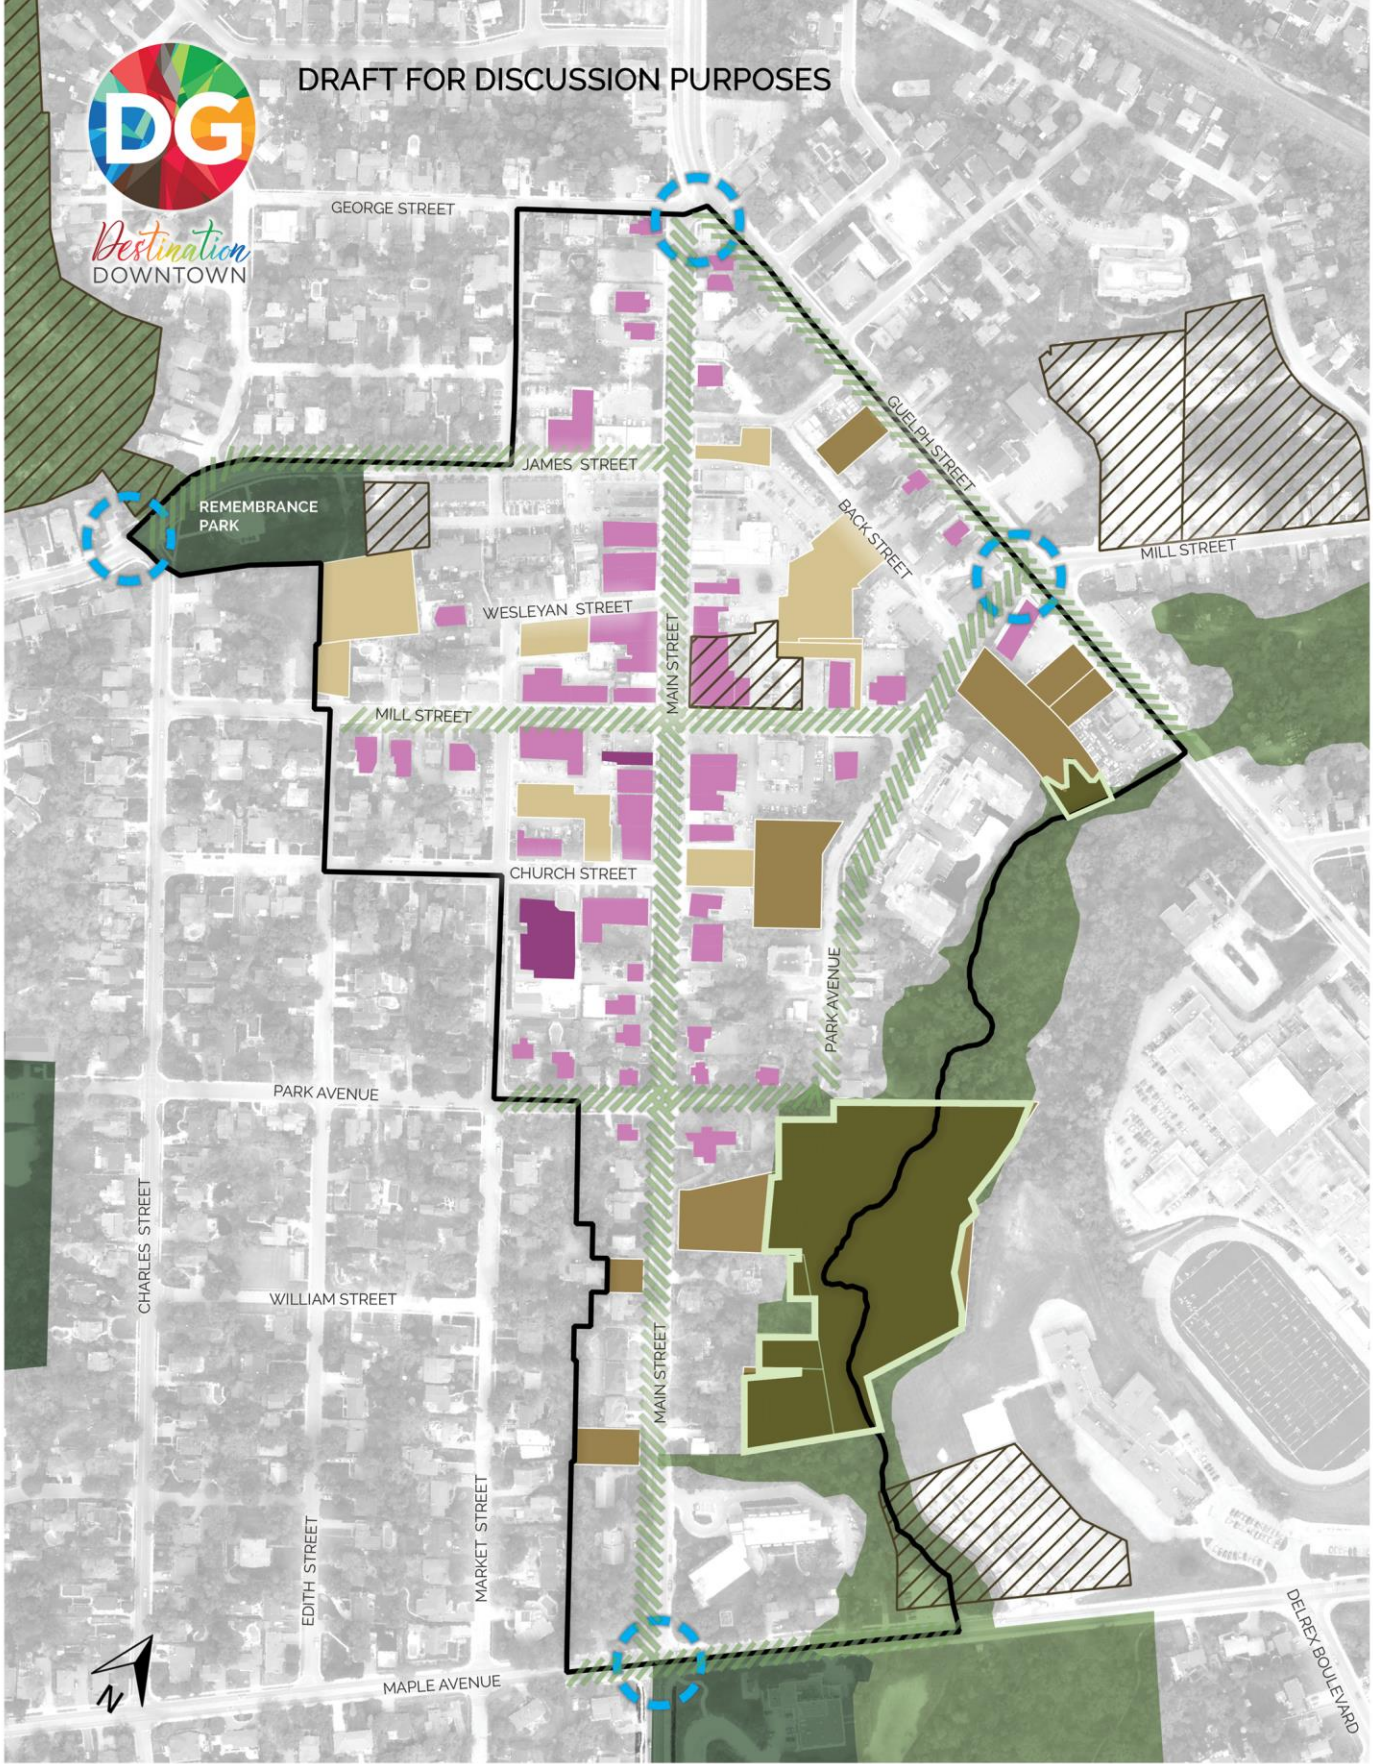 DRAFT FOR DISCUSSION PURPOSES
DG
Destination
DOWNTOWN
GEORGE STREET
GUELPH STREET
JAMES STREET
REMEMBRANCE
PARK
BACK STREET
MILL STREET
WESLEYAN STREET
MAIN STREET
MILL STREET
CHURCH STREET
PARK AVENUE
PARK AVENUE
CHARLES STREET
WILLIAM STREET
MAIN STREET
MARKET STREET
EDITH STREET
DELREX BOULEVARD
MAPLE AVENUE
N